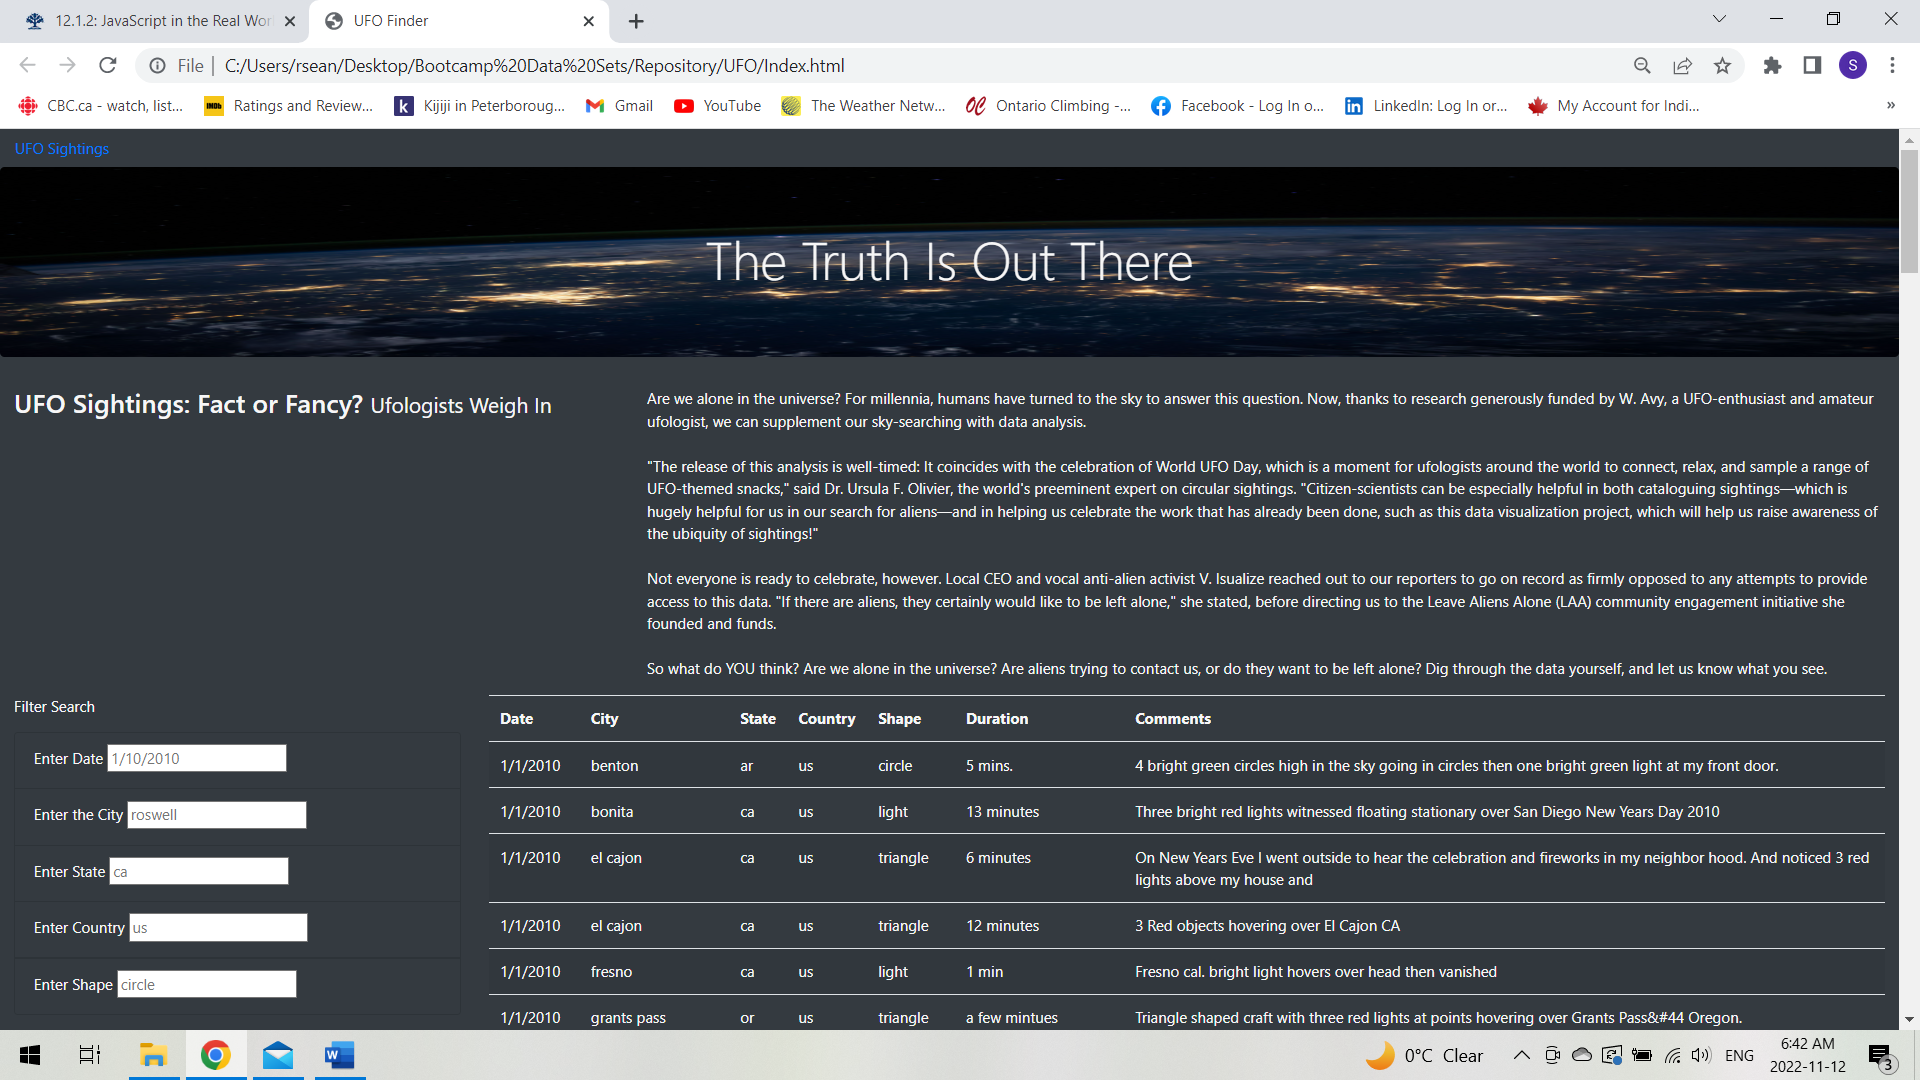 12.1.2: JavaScript in the Real Wor
UFO Finder
File
C:/Users/rsean/Desktop/Bootcamp%20Data%20Sets/Repository/UFO/Index.html
S
CBC.ca - watch, list...
IMDb
Ratings and Review...
k
Kijiji in Peterboroug...
Gmail
YouTube
The Weather Netw...
OC
Ontario Climbing -...
Facebook - Log In o...
in
LinkedIn: Log In or...
My Account for Indi...
»
UFO Sightings
The Truth Is Out There
UFO Sightings: Fact or Fancy? Ufologists Weigh In
Are we alone in the universe? For millennia, humans have turned to the sky to answer this question. Now, thanks to research generously funded by W. Avy, a UFO-enthusiast and amateur
ufologist, we can supplement our sky-searching with data analysis.
"The release of this analysis is well-timed: It coincides with the celebration of World UFO Day, which is a moment for ufologists around the world to connect, relax, and sample a range of
UFO-themed snacks," said Dr. Ursula F. Olivier, the world's preeminent expert on circular sightings. "Citizen-scientists can be especially helpful in both cataloguing sightings—which is
hugely helpful for us in our search for aliens—and in helping us celebrate the work that has already been done, such as this data visualization project, which will help us raise awareness of
the ubiquity of sightings!"
Not everyone is ready to celebrate, however. Local CEO and vocal anti-alien activist V. Isualize reached out to our reporters to go on record as firmly opposed to any attempts to provide
access to this data. "If there are aliens, they certainly would like to be left alone," she stated, before directing us to the Leave Aliens Alone (LAA) community engagement initiative she
founded and funds.
So what do YOU think? Are we alone in the universe? Are aliens trying to contact us, or do they want to be left alone? Dig through the data yourself, and let us know what you see.
Filter Search
Enter Date 1/10/2010
Enter the City roswell
Enter State ca
Enter Country us
Enter Shape circle
Date City State Country Shape Duration Comments
1/1/2010 benton ar us circle 5 mins. 4 bright green circles high in the sky going in circles then one bright green light at my front door.
1/1/2010 bonita ca us light 13 minutes Three bright red lights witnessed floating stationary over San Diego New Years Day 2010
1/1/2010 el cajon ca us triangle 6 minutes On New Years Eve I went outside to hear the celebration and fireworks in my neighbor hood. And noticed 3 red
lights above my house and
1/1/2010 el cajon ca us triangle 12 minutes 3 Red objects hovering over El Cajon CA
1/1/2010 fresno ca us light 1 min Fresno cal. bright light hovers over head then vanished
1/1/2010 grants pass or us triangle a few mintues Triangle shaped craft with three red lights at points hovering over Grants Pass&#44 Oregon.
W
0°C Clear
ENG
6:42 AM
2022-11-12
3